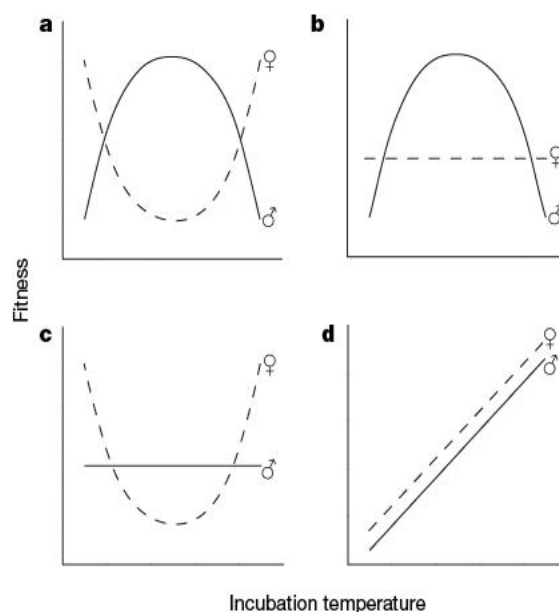 a
♀
♂
b
♀
♂
Fitness
c
♀
♂
d
♀
♂
Incubation temperature